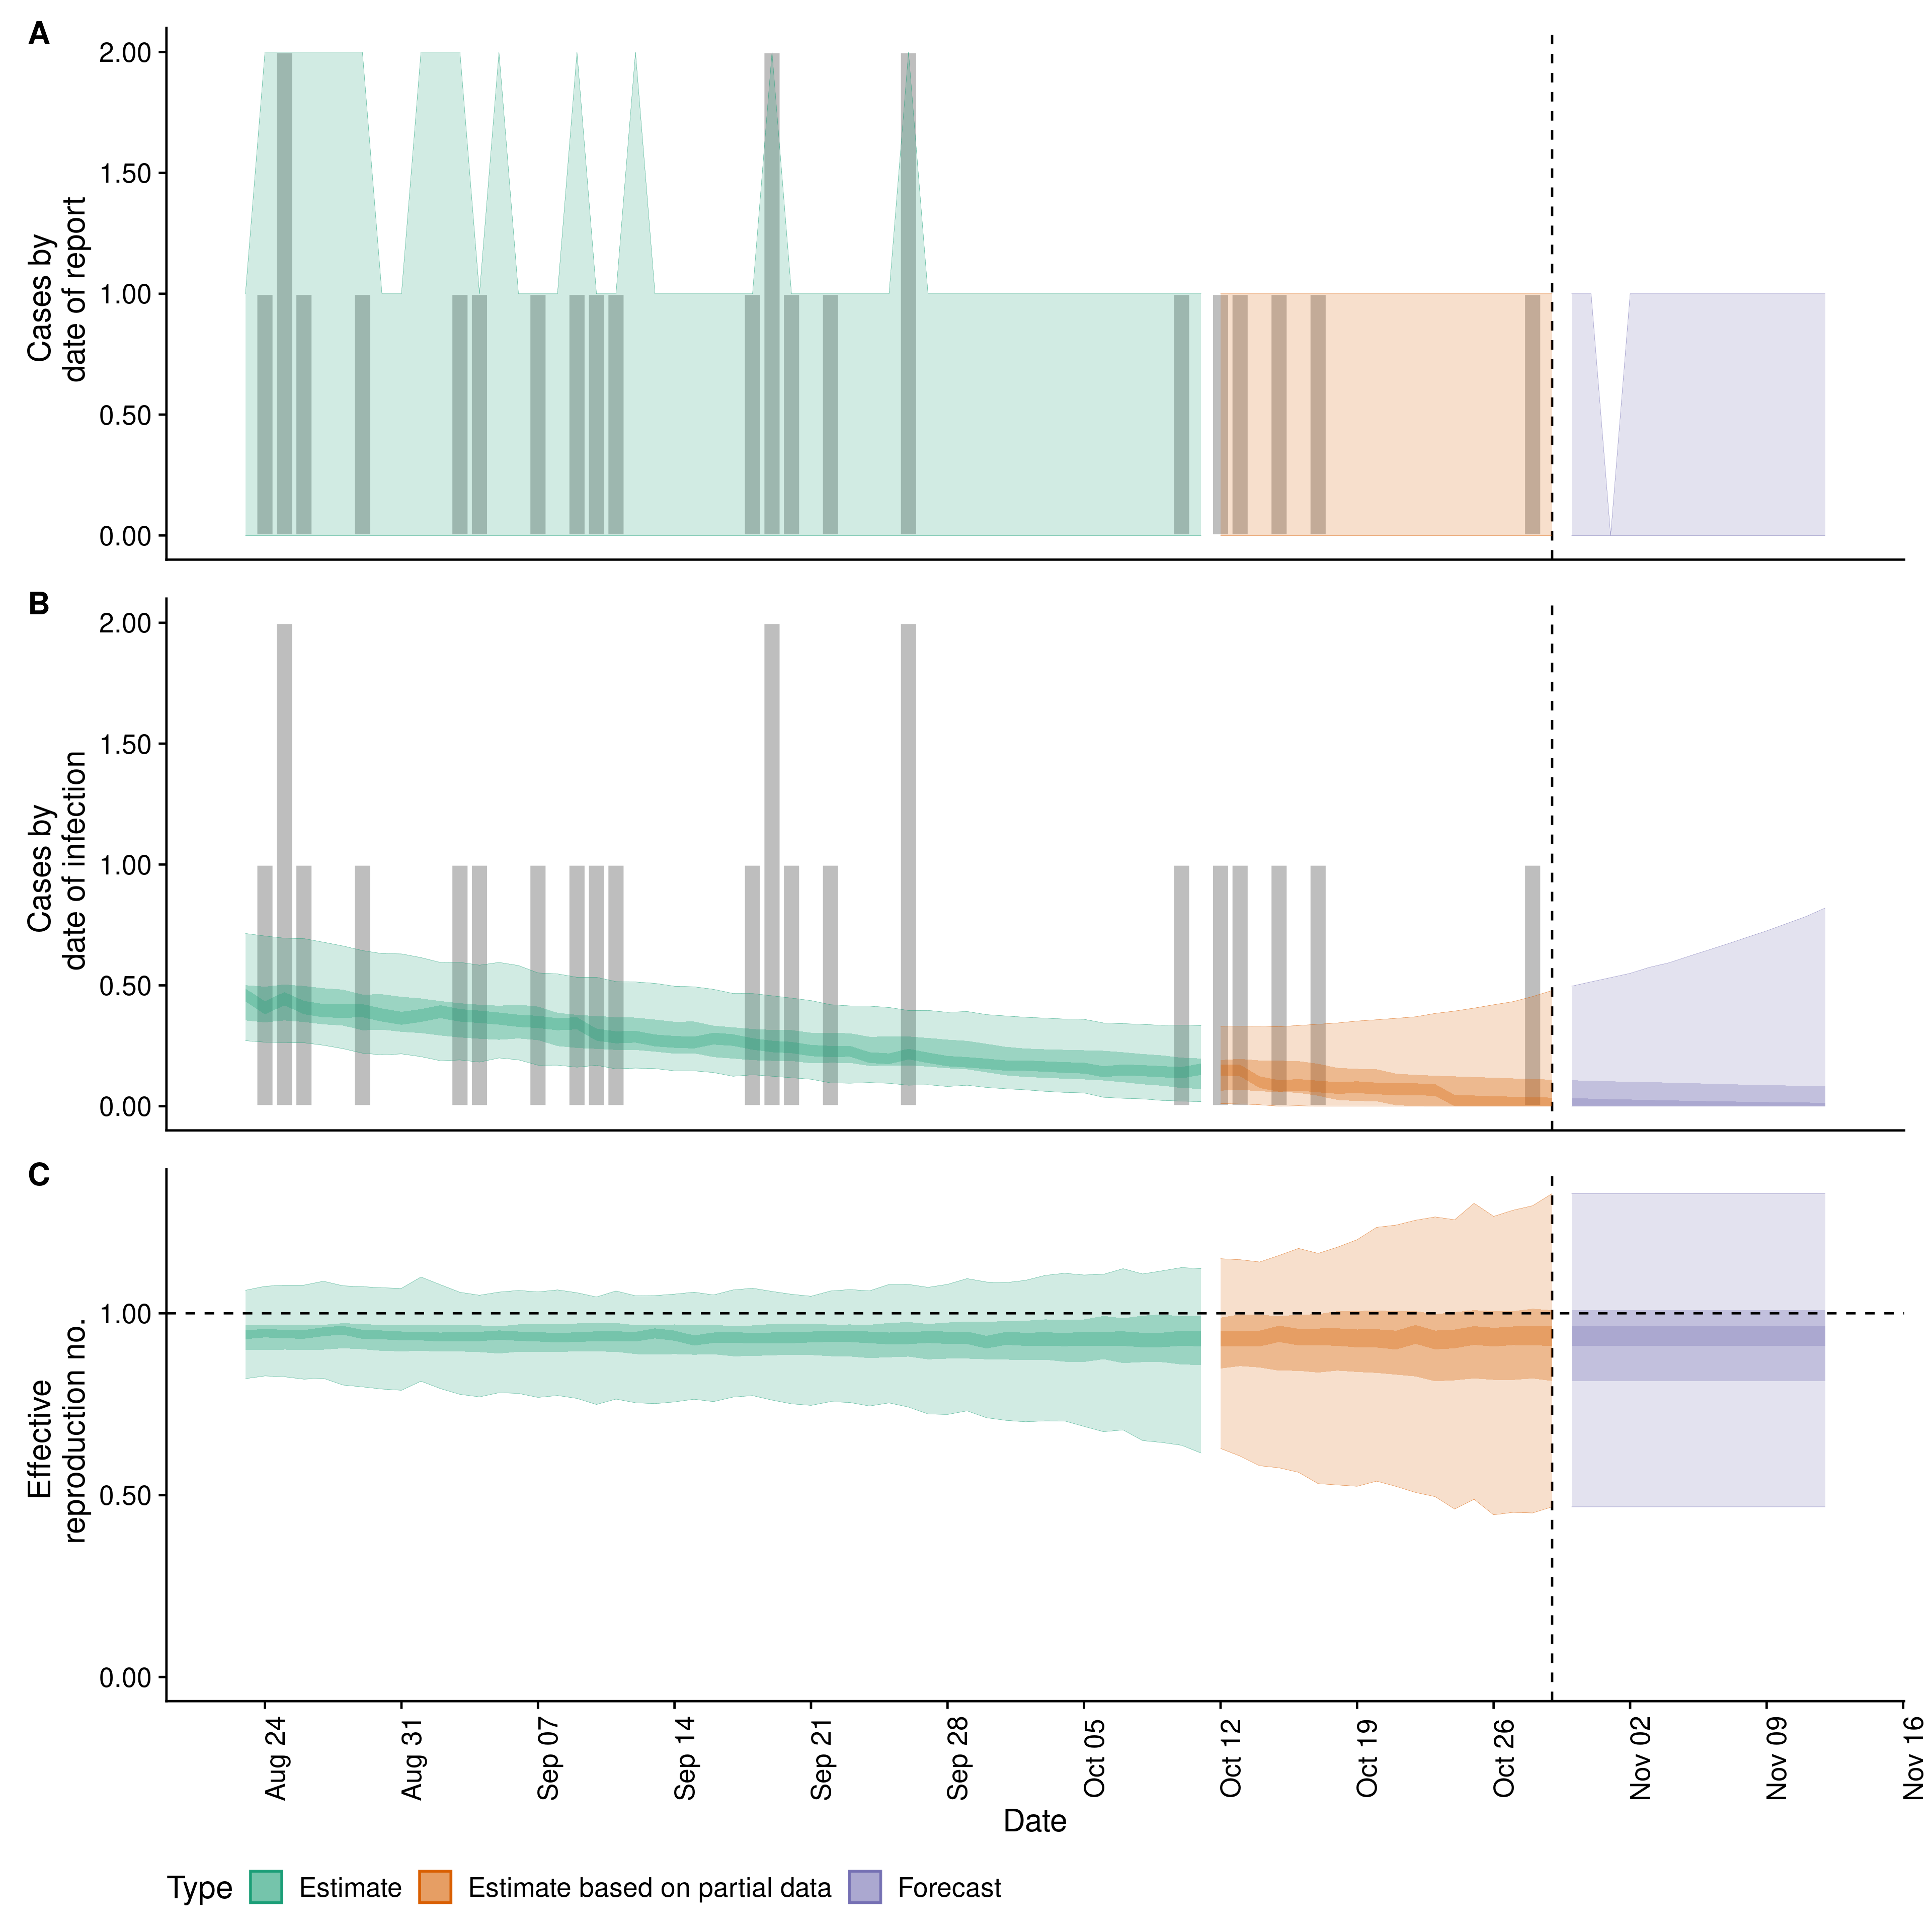 A
Cases by
date of report
2.00
1.50
1.00
0.50
0.00
B
Cases by
date of infection
2.00
1.50
1.00
0.50
0.00
C
Effective
reproduction no.
1.00
0.50
0.00
Aug 24
Aug 31
Sep 07
Sep 14
Sep 21
Sep 28
Oct 05
Oct 12
Oct 19
Oct 26
Nov 02
Nov 09
Nov 16
Date
Type Estimate Estimate based on partial data Forecast